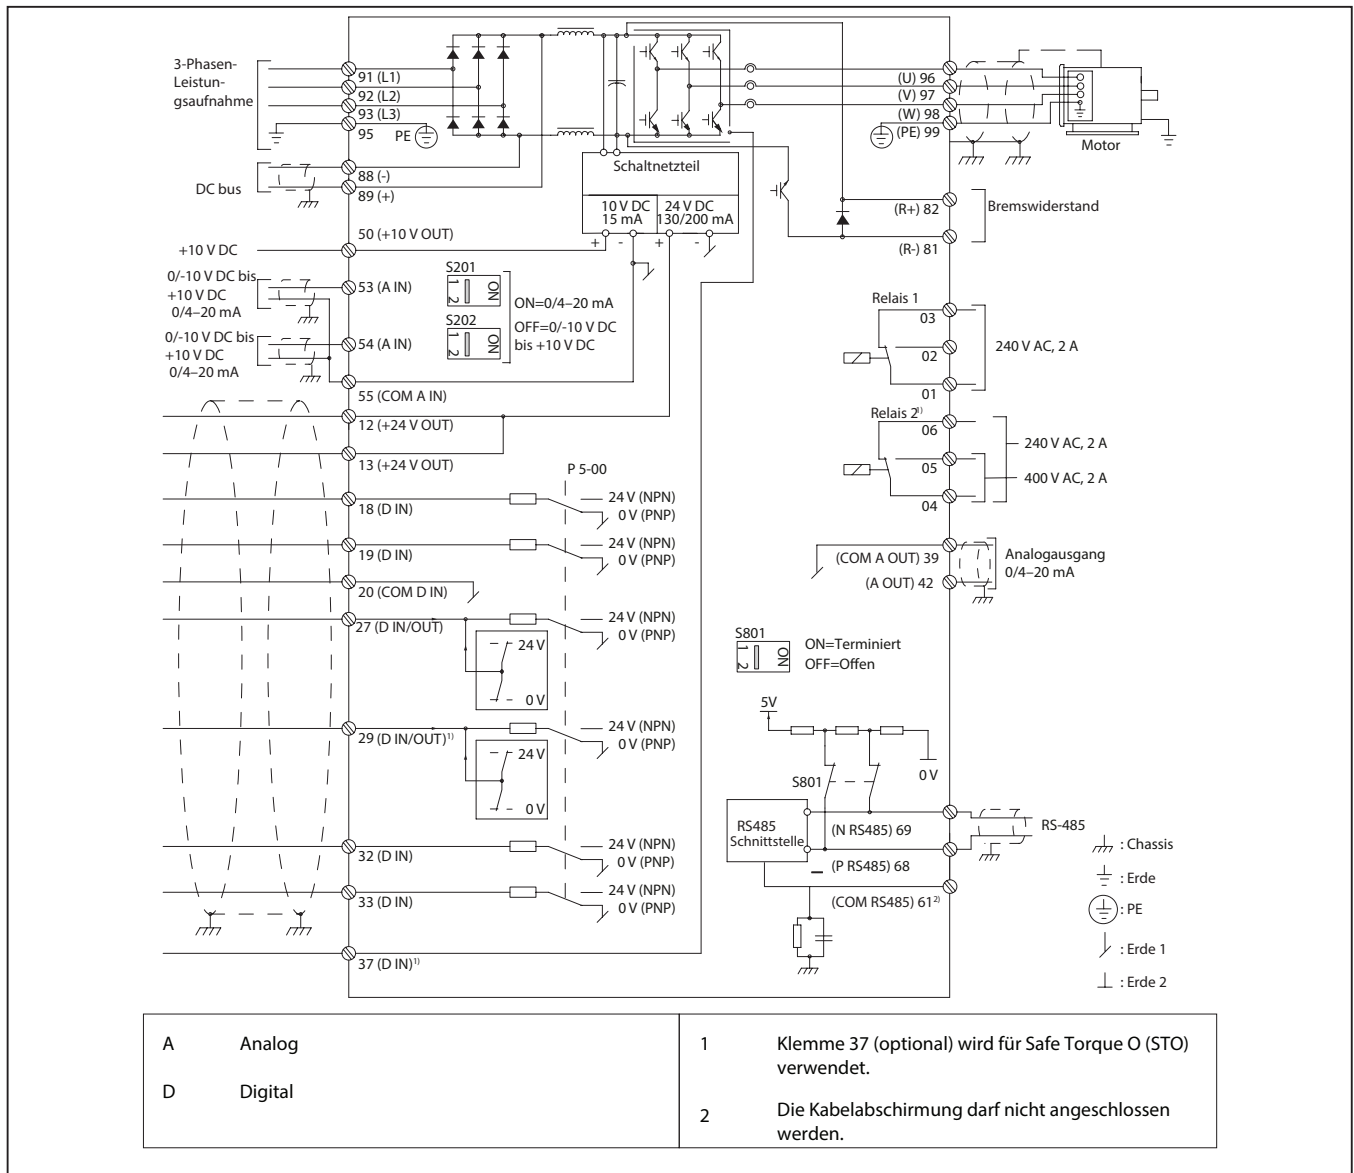 3-Phasen-
Leistun-
gsaufnahme
91 (L1)
92 (L2)
93 (L3)
95
PE
DC bus
88 (-)
89 (+)
+10 V DC
50 (+10 V OUT)
0/-10 V DC bis
+10 V DC
0/4–20 mA
53 (A IN)
0/-10 V DC bis
+10 V DC
0/4–20 mA
54 (A IN)
55 (COM A IN)
12 (+24 V OUT)
13 (+24 V OUT)
18 (D IN)
19 (D IN)
20 (COM D IN)
27 (D IN/OUT)
29 (D IN/OUT)1)
32 (D IN)
33 (D IN)
37 (D IN)1)
Schaltnetzteil
10 V DC
15 mA
24 V DC
130/200 mA
+ - + -
S201
1 2 ON
S202
1 2 ON
ON=0/4–20 mA
OFF=0/-10 V DC
bis +10 V DC
P 5-00
24 V (NPN)
0 V (PNP)
24 V (NPN)
0 V (PNP)
24 V (NPN)
0 V (PNP)
24 V
0 V
24 V (NPN)
0 V (PNP)
24 V
0 V
24 V (NPN)
0 V (PNP)
24 V (NPN)
0 V (PNP)
(U) 96
(V) 97
(W) 98
(PE) 99
Motor
(R+) 82
Bremswiderstand
(R-) 81
Relais 1
03
02
01
240 V AC, 2 A
Relais 21)
06
05
04
240 V AC, 2 A
400 V AC, 2 A
(COM A OUT) 39
(A OUT) 42
Analogausgang
0/4–20 mA
S801
1 2 ON
ON=Terminiert
OFF=Offen
5V
0 V
S801
RS485
Schnittstelle
(N RS485) 69
(P RS485) 68
(COM RS485) 612)
RS-485
: Chassis
: Erde
: PE
: Erde 1
: Erde 2
A Analog
D Digital
1 Klemme 37 (optional) wird für Safe Torque O (STO)
verwendet.
2 Die Kabelabschirmung darf nicht angeschlossen
werden.